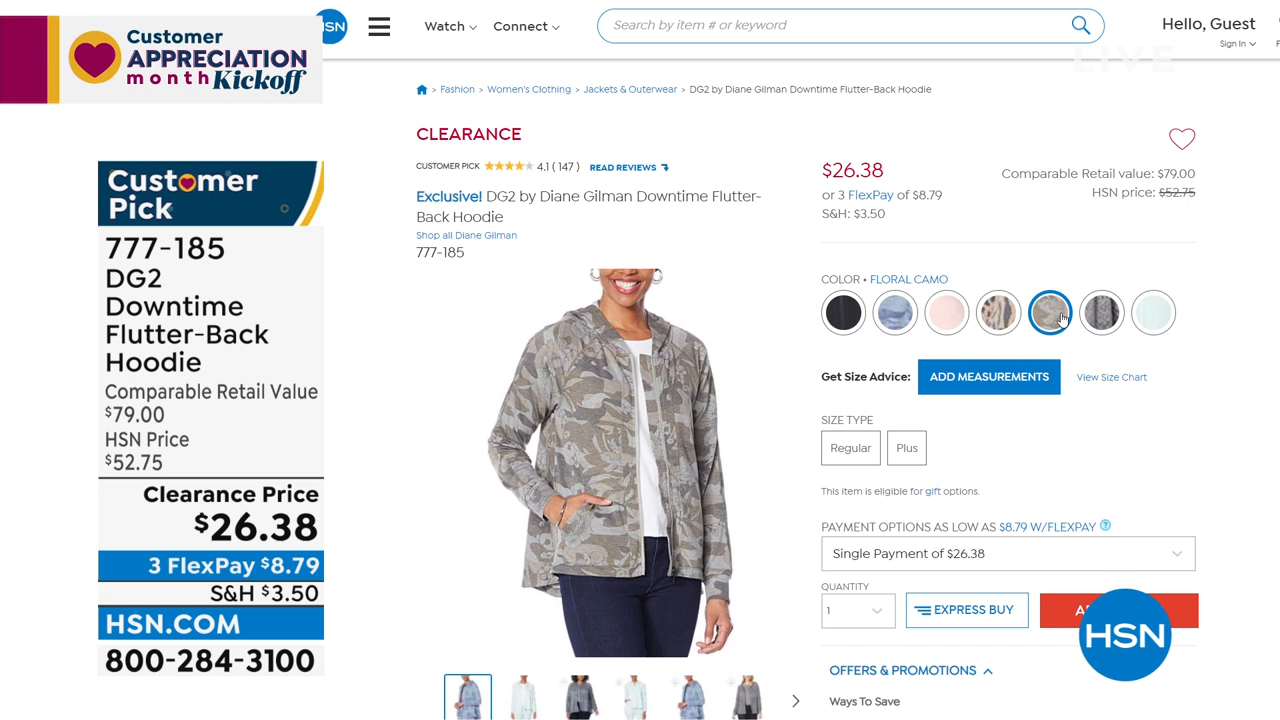 Customer
APPRECIATION
month Kickoff
HSN
Watch
Connect
Search by item # or keyword
Hello, Guest
Sign In
F
LIVE
> Fashion > Women's Clothing > Jackets & Outerwear > DG2 by Diane Gilman Downtime Flutter-Back Hoodie
CLEARANCE
CUSTOMER PICK 4.1 ( 147 ) READ REVIEWS
Exclusive! DG2 by Diane Gilman Downtime Flutter-
Back Hoodie
Shop all Diane Gilman
777-185
$26.38
or 3 FlexPay of $8.79
S&H: $3.50
Comparable Retail value: $79.00
HSN price: $52.75
COLOR • FLORAL CAMO
Get Size Advice: ADD MEASUREMENTS View Size Chart
SIZE TYPE
Regular Plus
This item is eligible for gift options.
PAYMENT OPTIONS AS LOW AS $8.79 W/FLEXPAY ?
Single Payment of $26.38
QUANTITY
1
EXPRESS BUY
HSN
OFFERS & PROMOTIONS
Ways To Save
Customer
Pick
777-185
DG2
Downtime
Flutter-Back
Hoodie
Comparable Retail Value
$79.00
HSN Price
$52.75
Clearance Price
$26.38
3 FlexPay $8.79
S&H $3.50
HSN.COM
800-284-3100